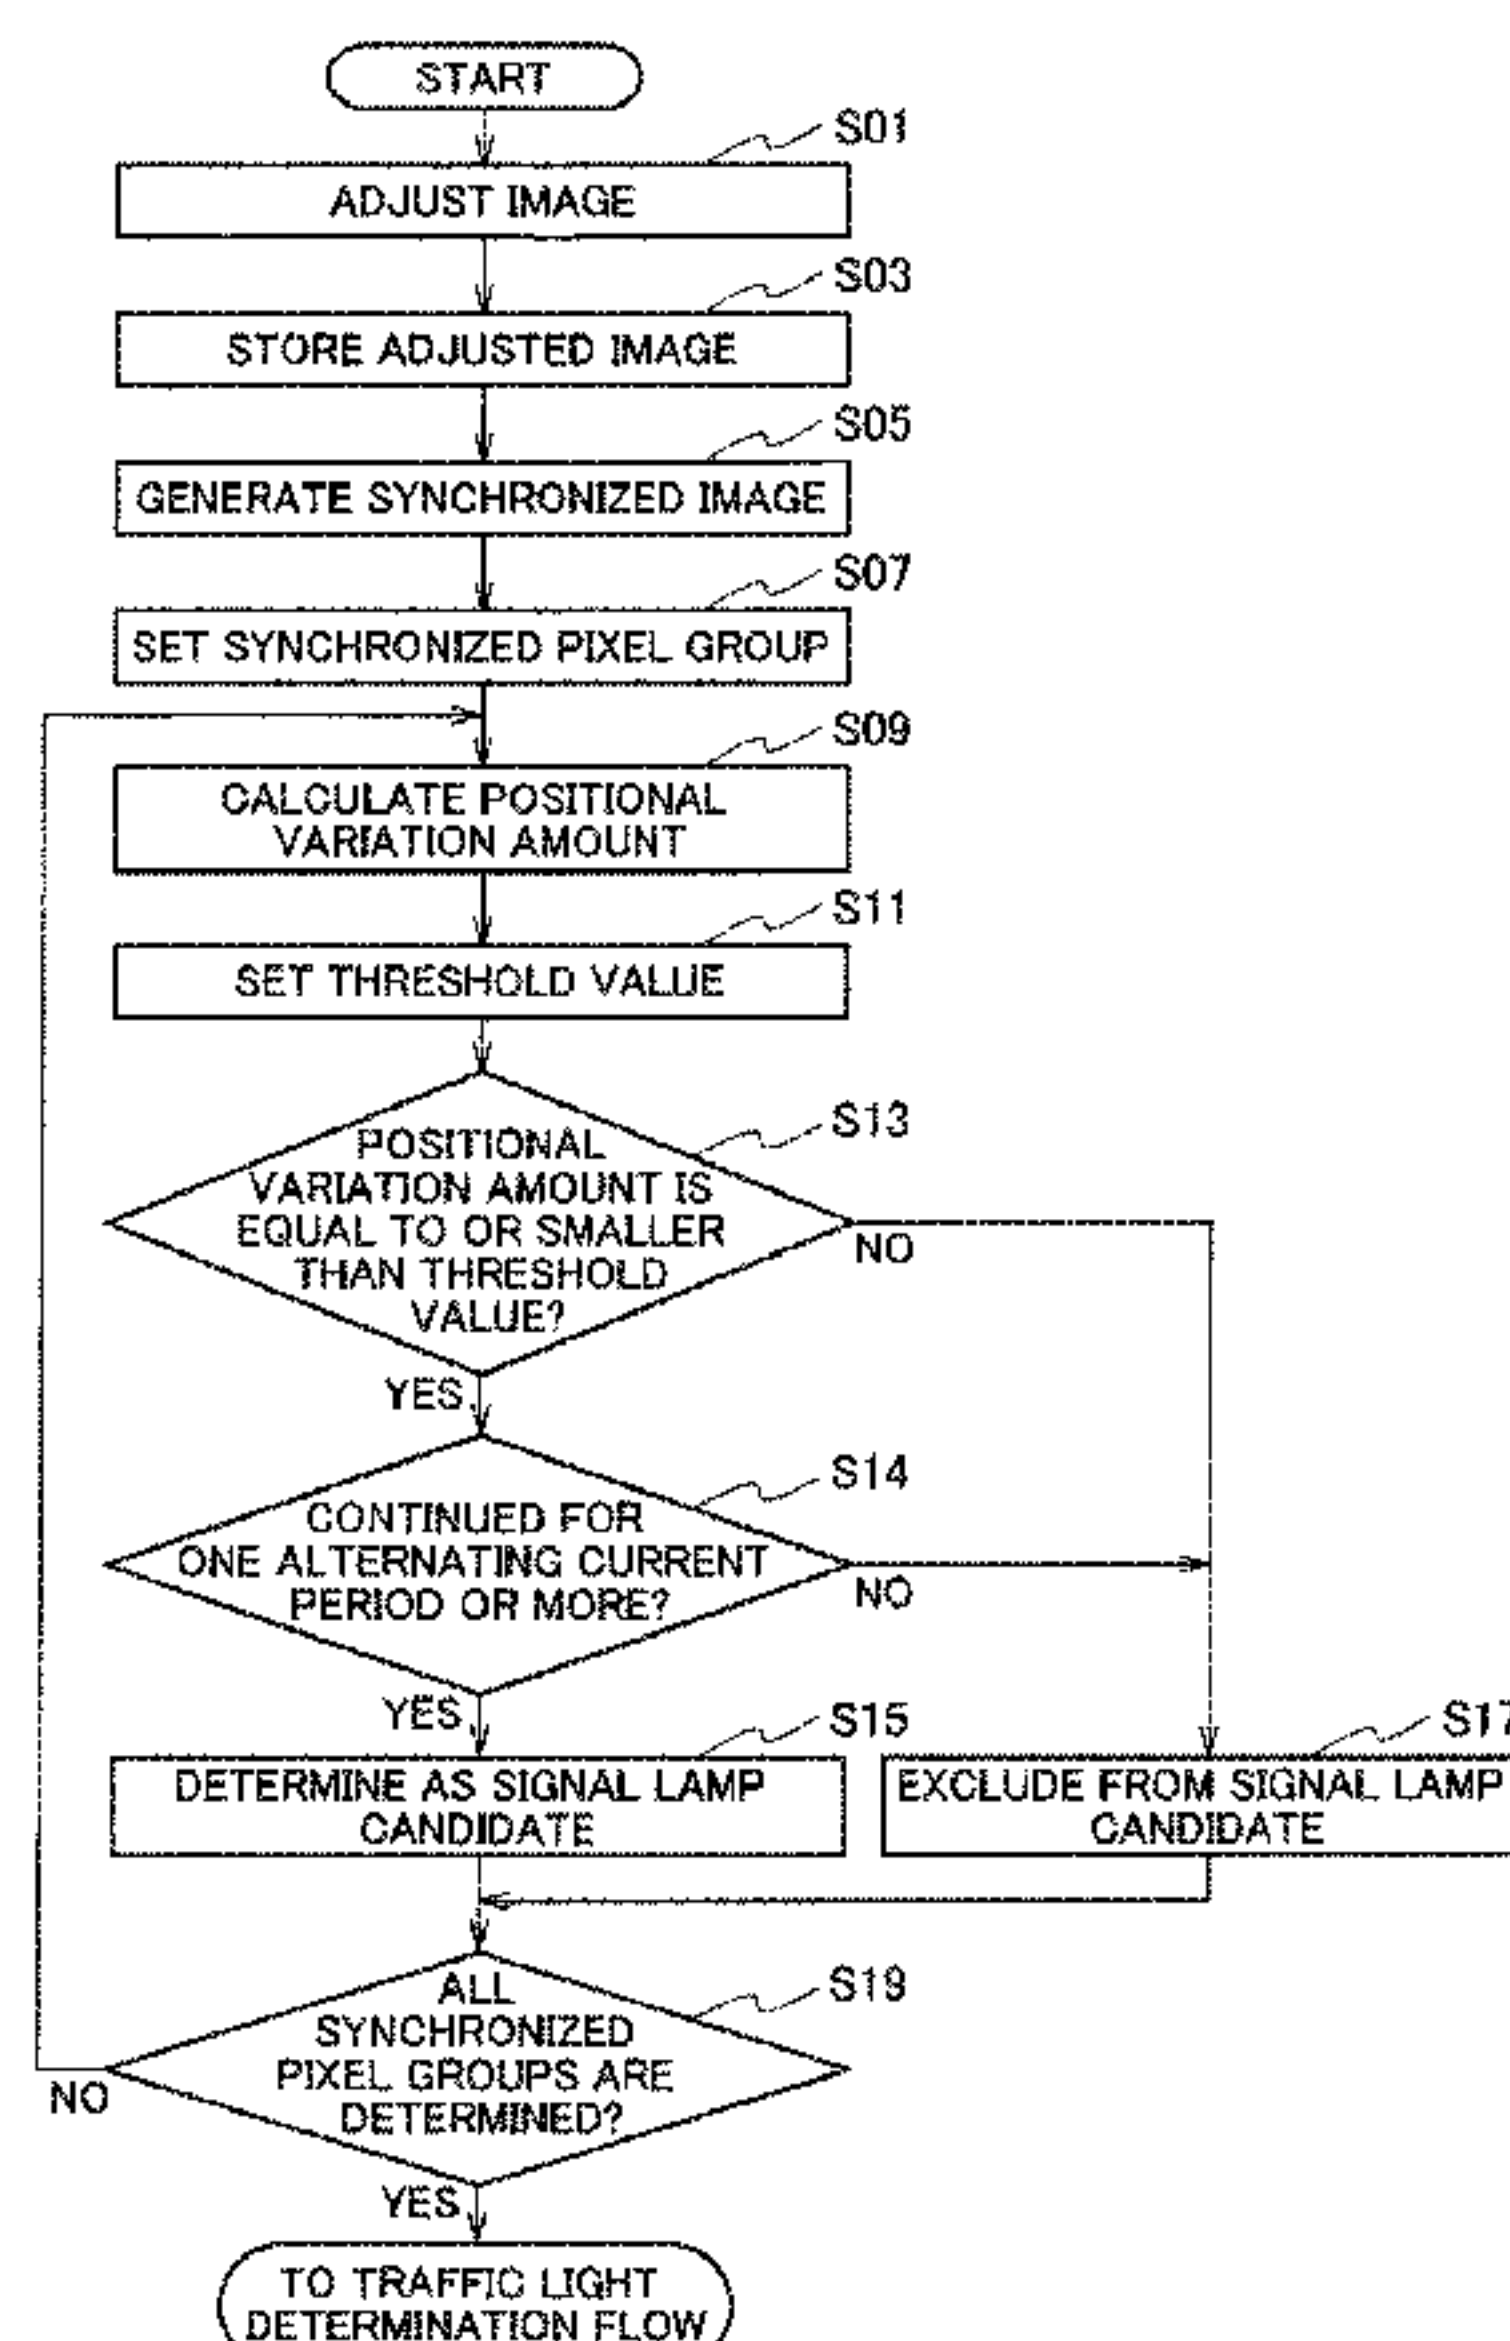 START
S01
ADJUST IMAGE
S03
STORE ADJUSTED IMAGE
S05
GENERATE SYNCHRONIZED IMAGE
S07
SET SYNCHRONIZED PIXEL GROUP
S09
CALCULATE POSITIONAL
VARIATION AMOUNT
S11
SET THRESHOLD VALUE
S13
POSITIONAL
VARIATION AMOUNT IS
EQUAL TO OR SMALLER
THAN THRESHOLD
VALUE?
NO
YES
S14
CONTINUED FOR
ONE ALTERNATING CURRENT
PERIOD OR MORE?
NO
YES
S15
DETERMINE AS SIGNAL LAMP
CANDIDATE
S17
EXCLUDE FROM SIGNAL LAMP
CANDIDATE
S19
ALL
SYNCHRONIZED
PIXEL GROUPS ARE
DETERMINED?
NO
YES
TO TRAFFIC LIGHT
DETERMINATION FLOW